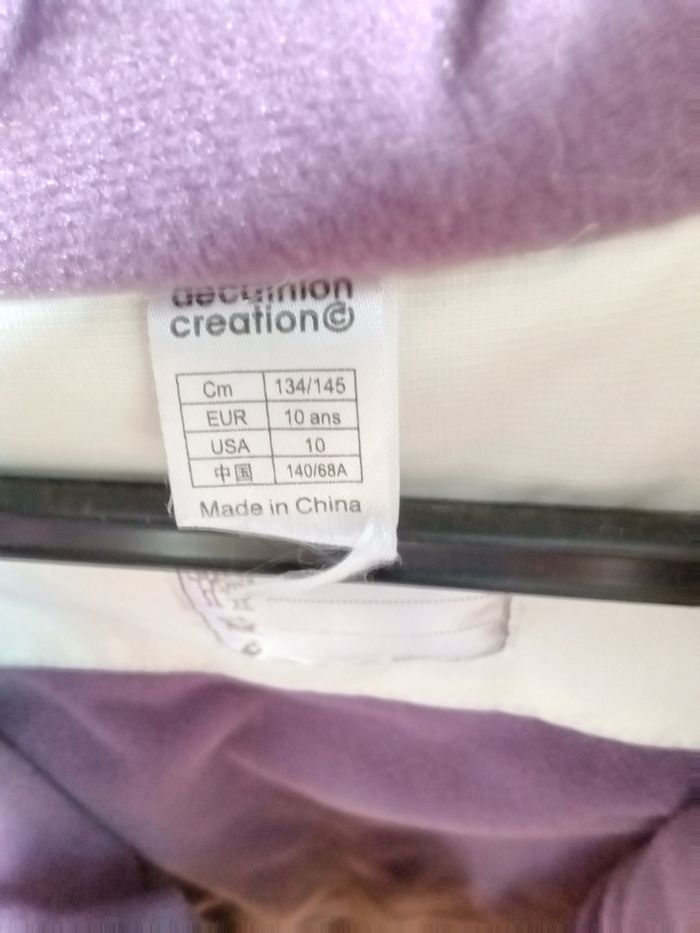 creation©
Cm 134/145
EUR 10 ans
USA 10
中国 140/68A
Made in China